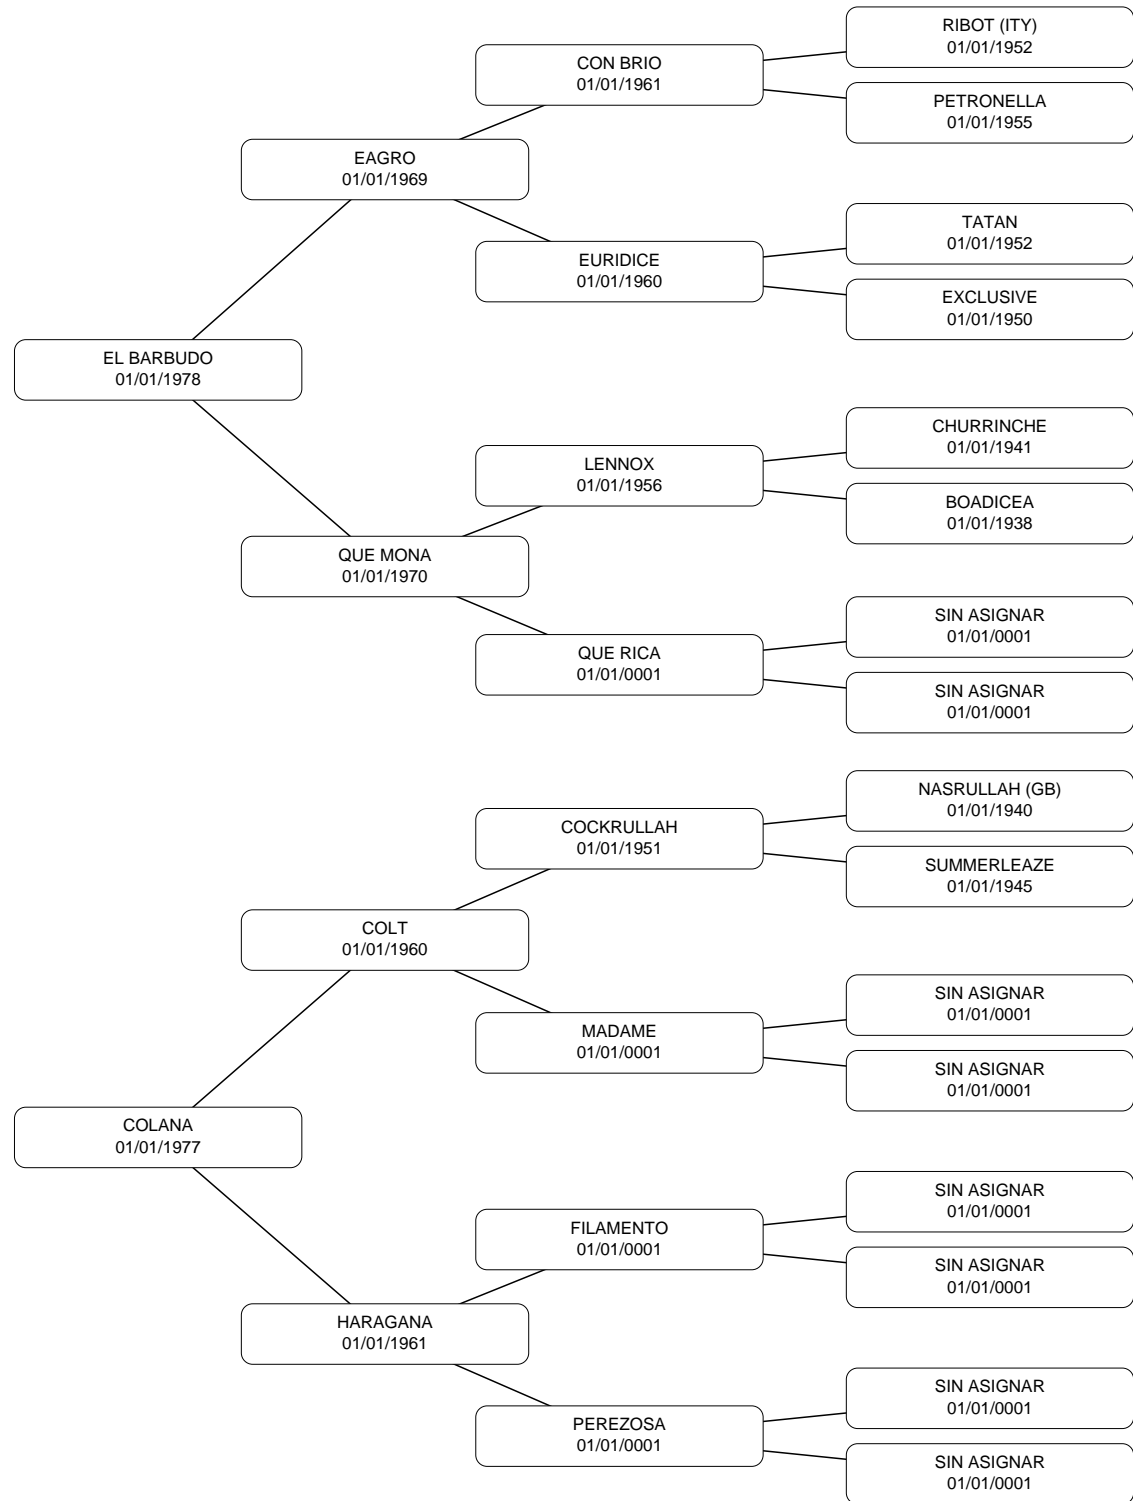 RIBOT (ITY)
01/01/1952
CON BRIO
01/01/1961
PETRONELLA
01/01/1955
EAGRO
01/01/1969
TATAN
01/01/1952
EURIDICE
01/01/1960
EXCLUSIVE
01/01/1950
EL BARBUDO
01/01/1978
CHURRINCHE
01/01/1941
LENNOX
01/01/1956
BOADICEA
01/01/1938
QUE MONA
01/01/1970
SIN ASIGNAR
01/01/0001
QUE RICA
01/01/0001
SIN ASIGNAR
01/01/0001
NASRULLAH (GB)
01/01/1940
COCKRULLAH
01/01/1951
SUMMERLEAZE
01/01/1945
COLT
01/01/1960
SIN ASIGNAR
01/01/0001
MADAME
01/01/0001
SIN ASIGNAR
01/01/0001
COLANA
01/01/1977
SIN ASIGNAR
01/01/0001
FILAMENTO
01/01/0001
SIN ASIGNAR
01/01/0001
HARAGANA
01/01/1961
SIN ASIGNAR
01/01/0001
PEREZOSA
01/01/0001
SIN ASIGNAR
01/01/0001